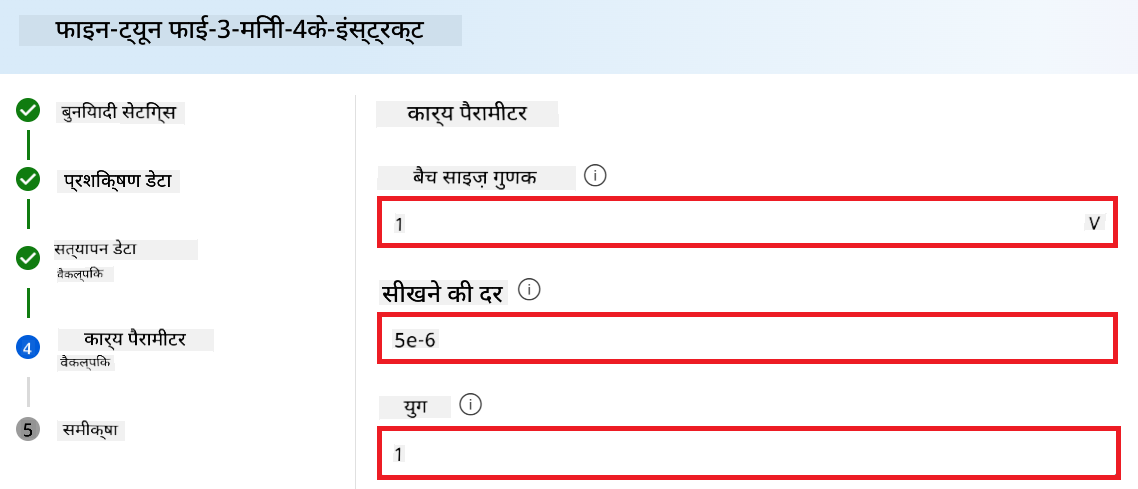 फाइन-ट्यून फाई-3-मिनी-4के-इंस्ट्रक्ट
बुनियादी सेटिंग्स
प्रशिक्षण डेटा
सत्यापन डेटा
वैकल्पिक
4
कार्य पैरामीटर
वैकल्पिक
5
समीक्षा
कार्य पैरामीटर
बैच साइज़ गुणक
1
V
सीखने की दर
5e-6
युग
1